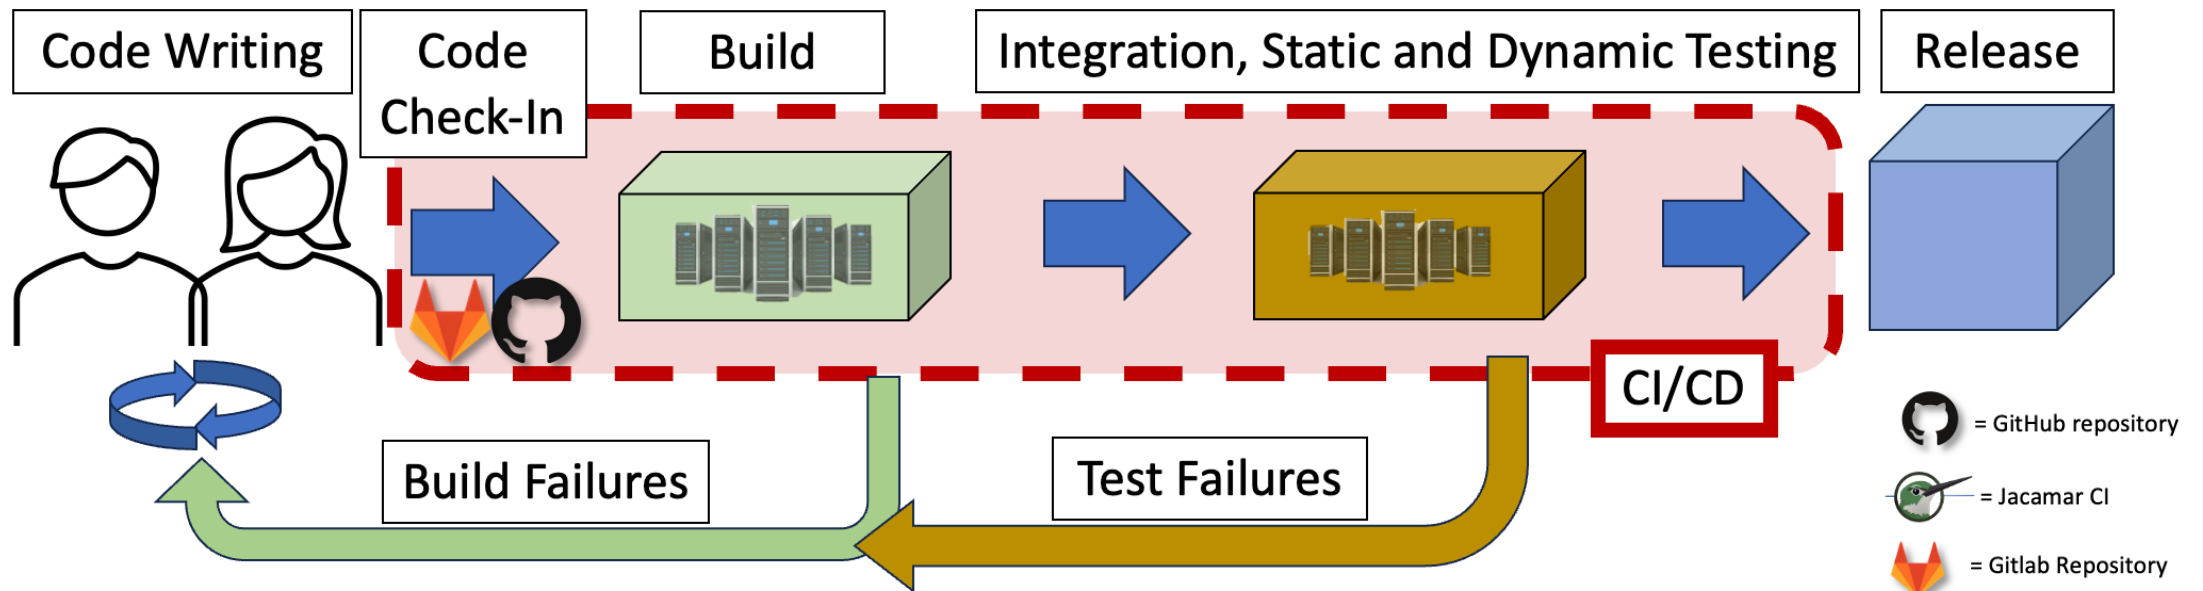 Code Writing
Code
Check-In
Build
Integration, Static and Dynamic Testing
Release
CI/CD
Build Failures
Test Failures
= GitHub repository
= Jacamar CI
= Gitlab Repository